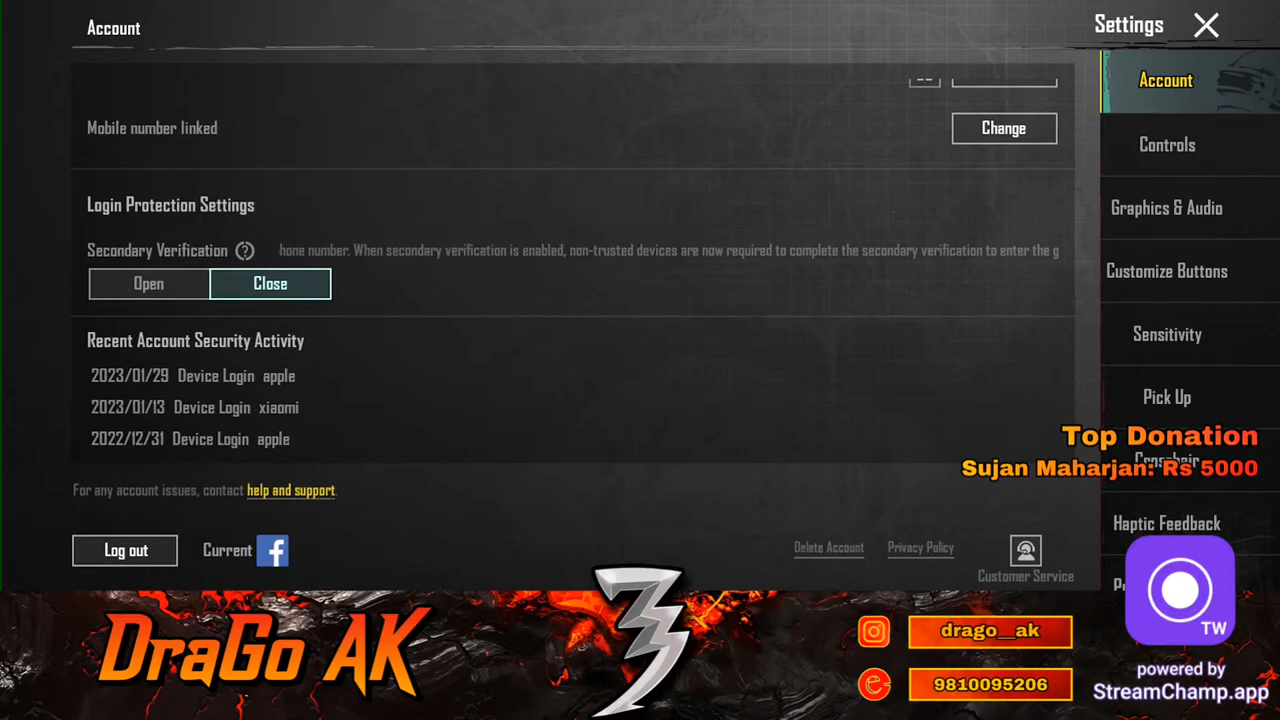 Account
Settings
Account
Mobile number linked
Change
Controls
Login Protection Settings
Graphics & Audio
Secondary Verification ?
hone number. When secondary verification is enabled, non-trusted devices are now required to complete the secondary verification to enter the g
Open
Close
Customize Buttons
Recent Account Security Activity
Sensitivity
2023/01/29 Device Login apple
2023/01/13 Device Login xiaomi
2022/12/31 Device Login apple
Pick Up
Top Donation
Crosshair
Sujan Maharjan: Rs 5000
For any account issues, contact help and support.
Haptic Feedback
Log out
Current
Delete Account
Privacy Policy
Customer Service
TW
DraGo AK
3
drago__ak
9810095206
powered by
StreamChamp.app